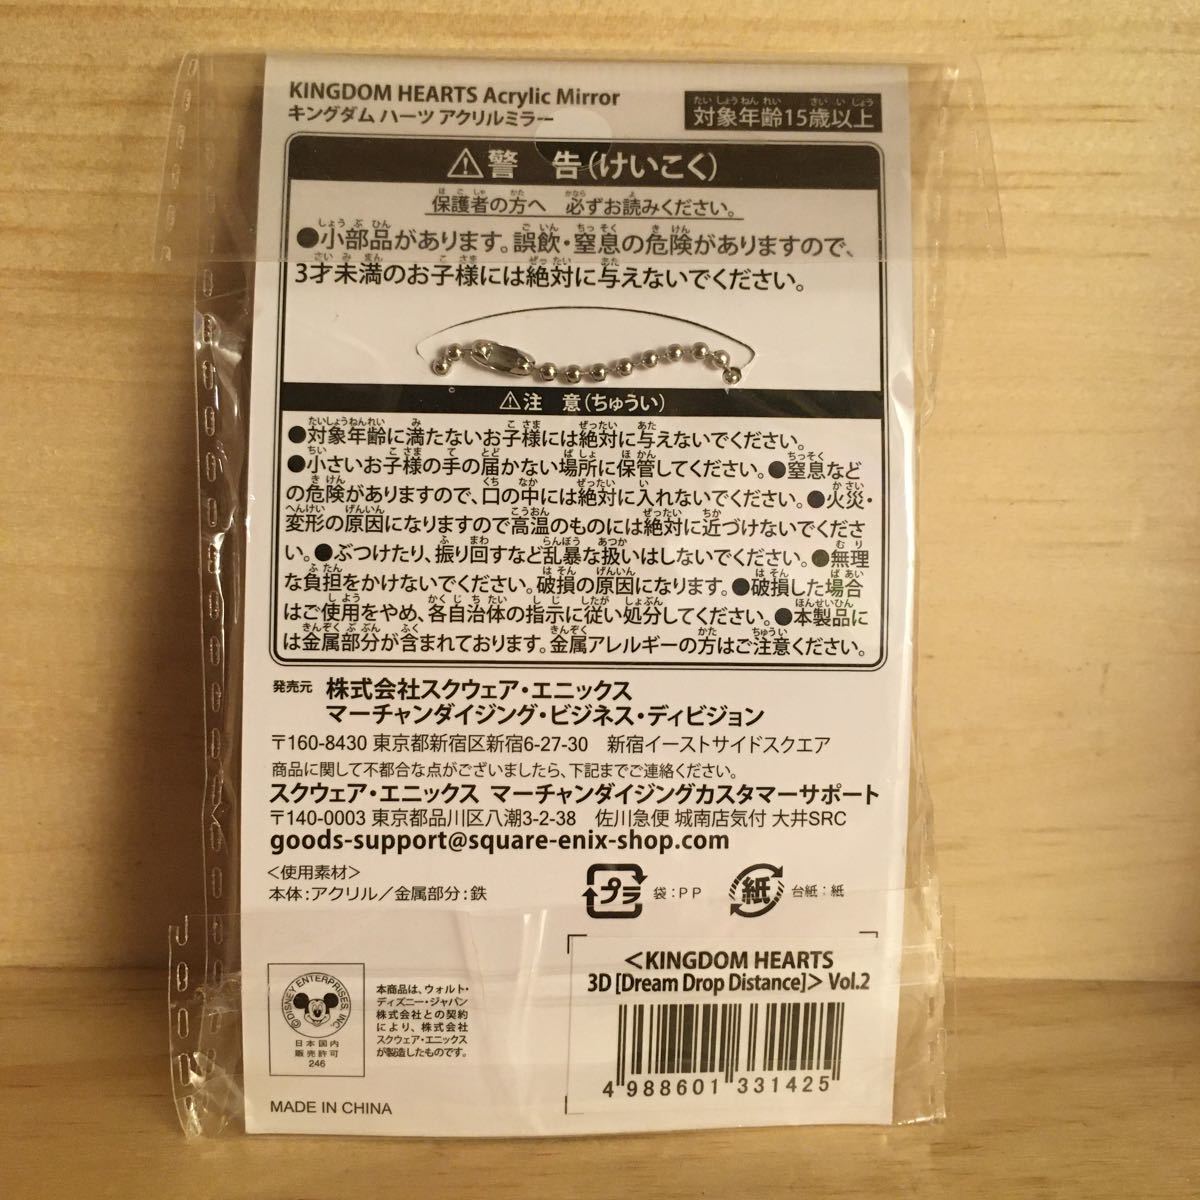 KINGDOM HEARTS Acrylic Mirror
キングダム ハーツ アクリルミラー
対象年齢15歳以上
⚠警 告(けいこく)
保護者の方へ 必ずお読みください。
●小部品があります。誤飲・窒息の危険がありますので、
3才未満のお子様には絶対に与えないでください。
⚠注 意(ちゅうい)
●対象年齢に満たないお子様には絶対に与えないでください。
●小さいお子様の手の届かない場所に保管してください。●窒息など
の危険がありますので、口の中には絶対に入れないでください。●火災・
変形の原因になりますので高温のものには絶対に近づけないでくださ
い。●ぶつけたり、振り回すなど乱暴な扱いはしないでください。●無理
な負担をかけないでください。破損の原因になります。●破損した場合
はご使用をやめ、各自治体の指示に従い処分してください。●本製品に
は金属部分が含まれております。金属アレルギーの方はご注意ください。
発売元 株式会社スクウェア・エニックス
マーチャンダイジング・ビジネス・ディビジョン
〒160-8430 東京都新宿区新宿6-27-30 新宿イーストサイドスクエア
商品に関して不都合な点がございましたら、下記までご連絡ください。
スクウェア・エニックス マーチャンダイジングカスタマーサポート
〒140-0003 東京都品川区八潮3-2-38 佐川急便 城南店気付 大井SRC
goods-support@square-enix-shop.com
<使用素材>
本体:アクリル/金属部分:鉄
プラ 袋:PP 紙 台紙:紙
<KINGDOM HEARTS
3D [Dream Drop Distance]> Vol.2
4 988601 331425
©DISNEY ENTERPRISES, INC.
日本国内
販売許可
246
本商品は、ウォルト・
ディズニー・ジャパン
株式会社との契約
により、株式会社
スクウェア・エニックス
が製造したものです。
MADE IN CHINA